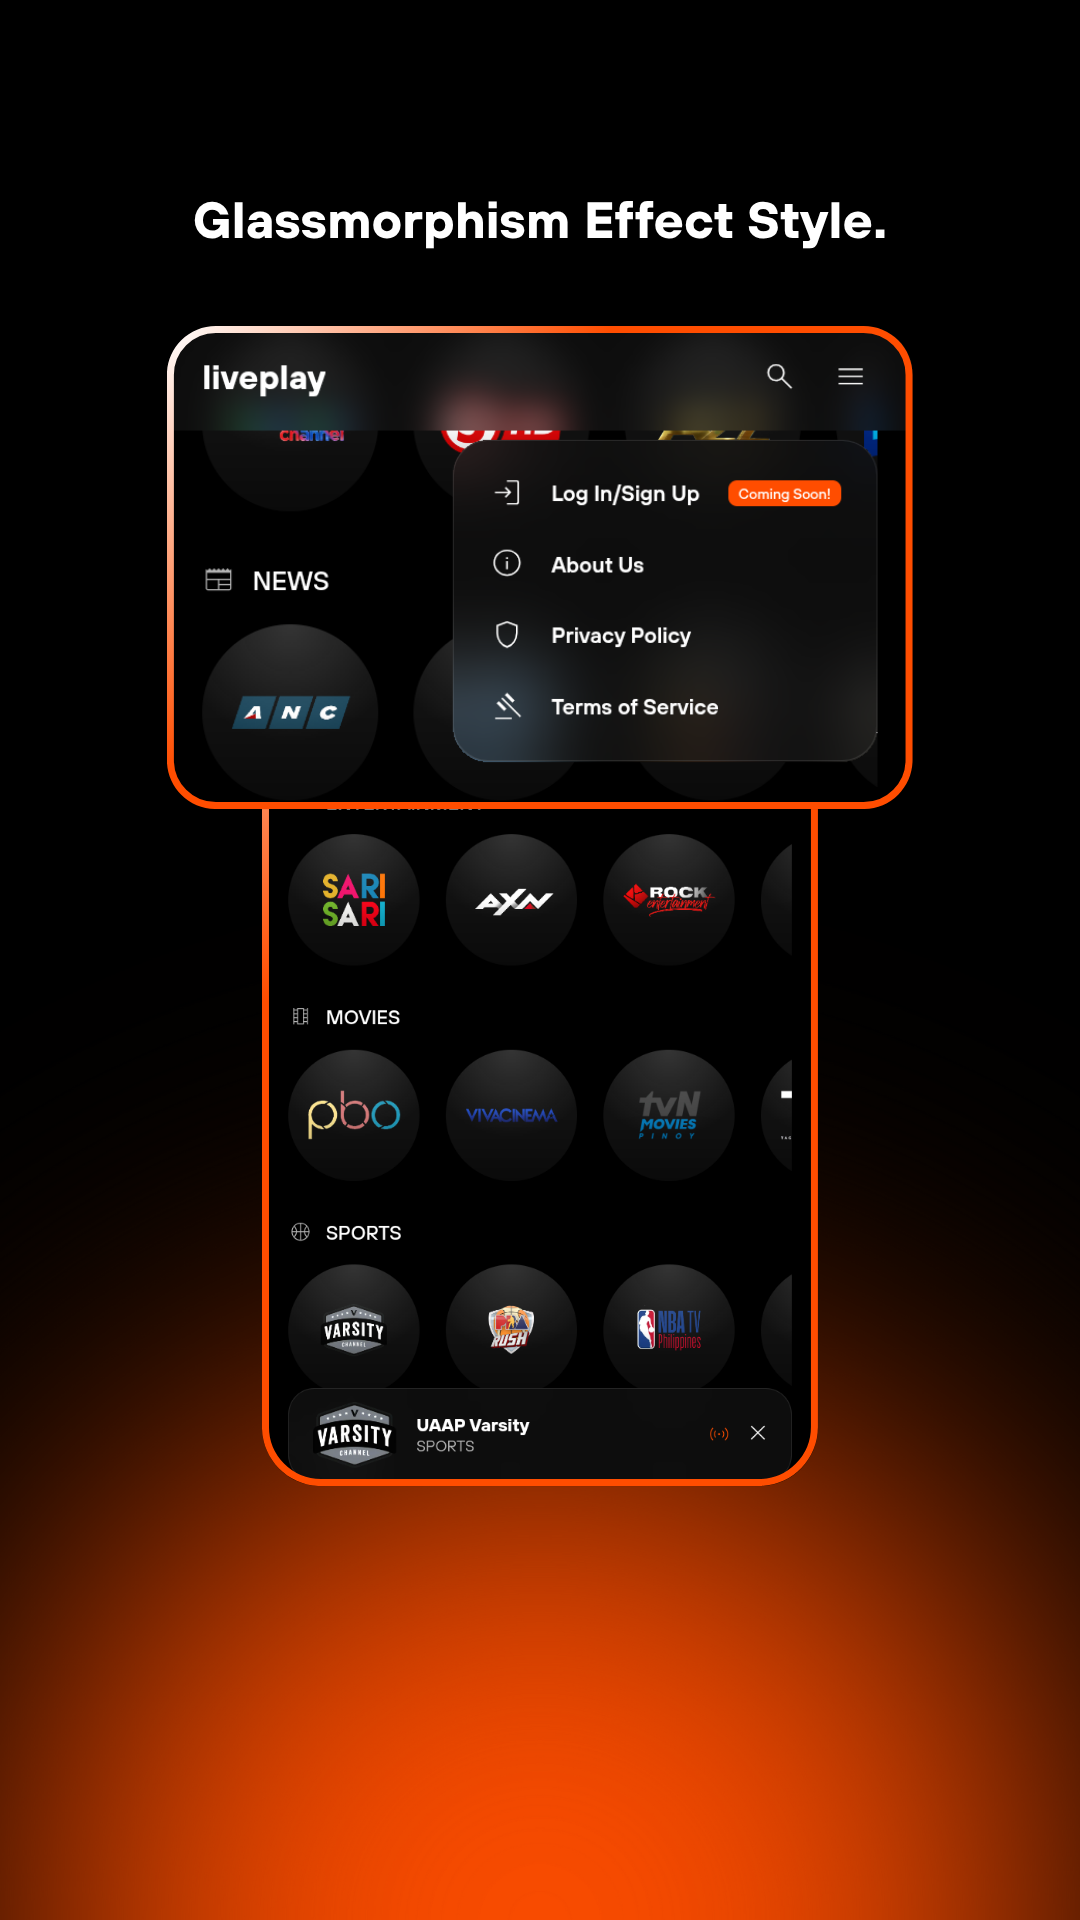 Glassmorphism Effect Style.
liveplay
channel
HD
Log In/Sign Up
Coming Soon!
About Us
NEWS
Privacy Policy
ANC
Terms of Service
SARI
SARI
AXN
ROCK
entertainment
MOVIES
pbo
VIVACINEMA
tvN
MOVIES
PINOY
SPORTS
VARSITY
CHANNEL
RUSH
NBA TV
Philippines
VARSITY
CHANNEL
UAAP Varsity
SPORTS